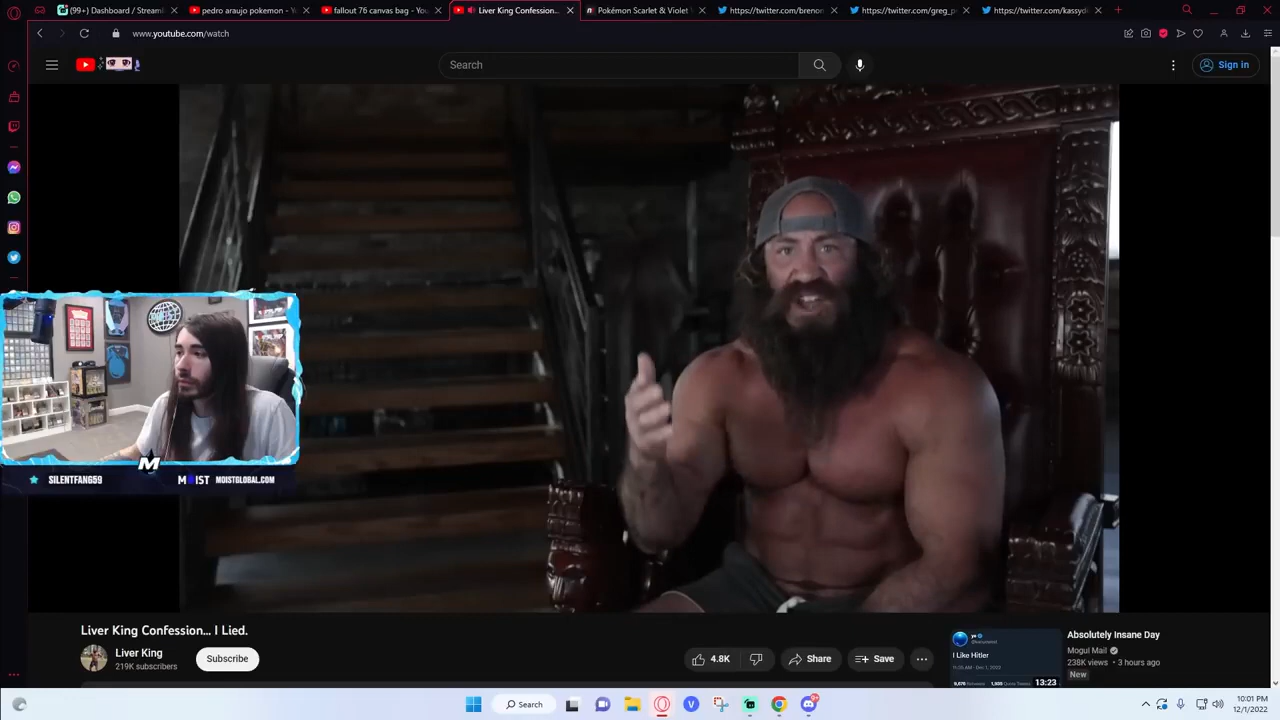 (99+) Dashboard / Streaml
pedro araujo pokemon - Y
fallout 76 canvas bag - You
Liver King Confession...
Pokémon Scarlet & Violet
https://twitter.com/brenon
https://twitter.com/greg_pr
https://twitter.com/kassyd
www.youtube.com/watch
Search
Sign in
SILENTFANG59
M
MOIST
MOISTGLOBAL.COM
Liver King Confession... I Lied.
Liver King
219K subscribers
Subscribe
4.8K
Share
Save
ye
I Like Hitler
13:23
Absolutely Insane Day
Mogul Mail
238K views • 3 hours ago
New
Search
10:01 PM
12/1/2022